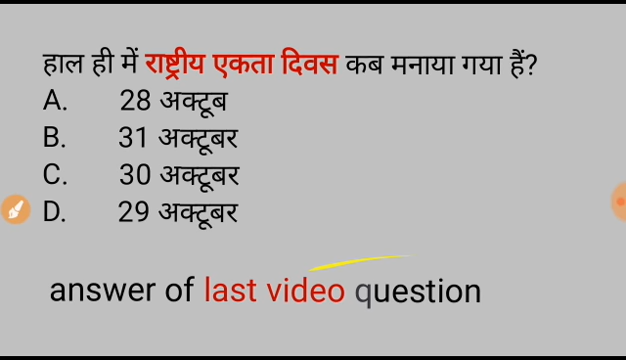 हाल ही में राष्ट्रीय एकता दिवस कब मनाया गया हैं?
A. 28 अक्टूब
B. 31 अक्टूबर
C. 30 अक्टूबर
D. 29 अक्टूबर
answer of last video question